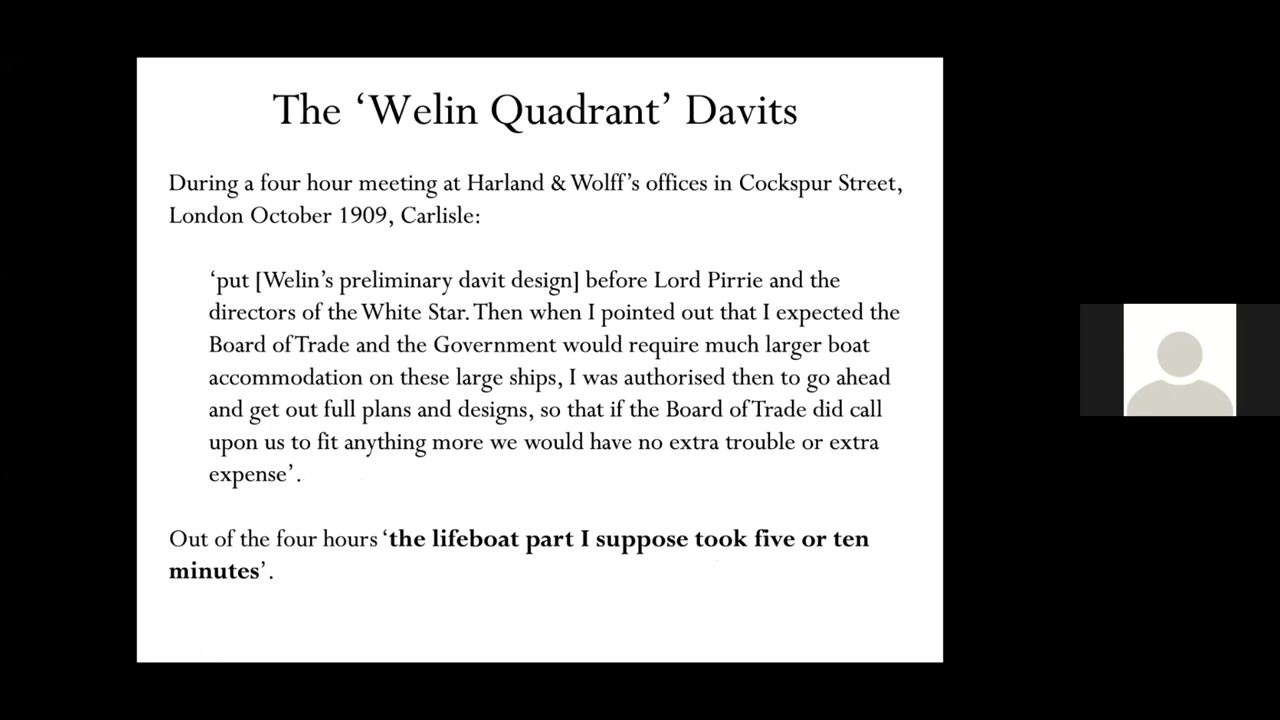 The ‘Welin Quadrant’ Davits
During a four hour meeting at Harland & Wolff’s offices in Cockspur Street,
London October 1909, Carlisle:
‘put [Welin’s preliminary davit design] before Lord Pirrie and the
directors of the White Star. Then when I pointed out that I expected the
Board of Trade and the Government would require much larger boat
accommodation on these large ships, I was authorised then to go ahead
and get out full plans and designs, so that if the Board of Trade did call
upon us to fit anything more we would have no extra trouble or extra
expense’.
Out of the four hours ‘the lifeboat part I suppose took five or ten
minutes’.